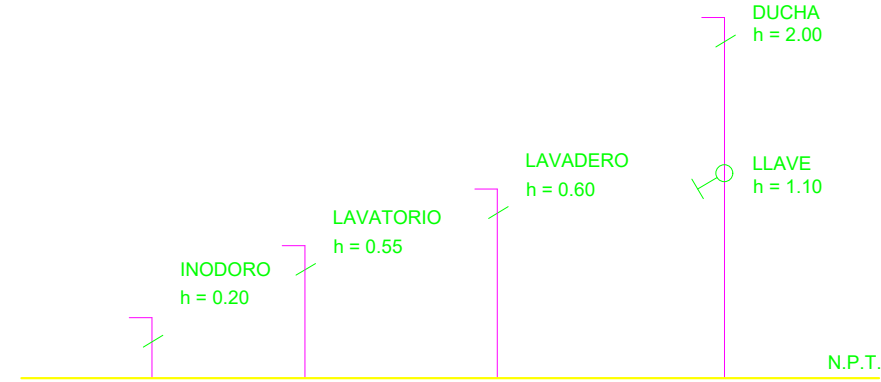 DUCHA
h = 2.00
LAVADERO
h = 0.60
LLAVE
h = 1.10
LAVATORIO
h = 0.55
INODORO
h = 0.20
N.P.T.